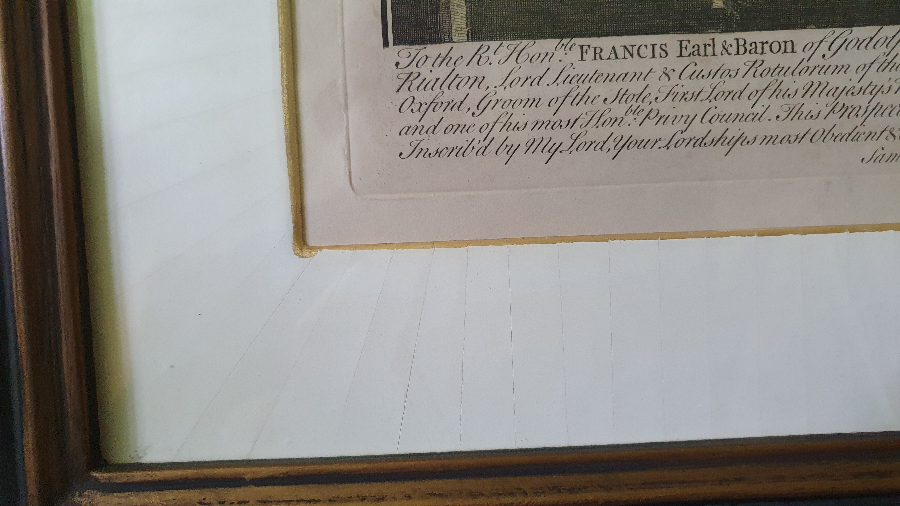 To the Rt. Honble. FRANCIS Earl & Baron of Godolp
Rialton, Lord Lieutenant & Custos Rotulorum of th
Oxford, Groom of the Stole, First Lord of his Majesty's
and one of his most Honble. Privy Council. This Prospec
Inscrib'd by My Lord, Your Lordships most Obedient &
Sam